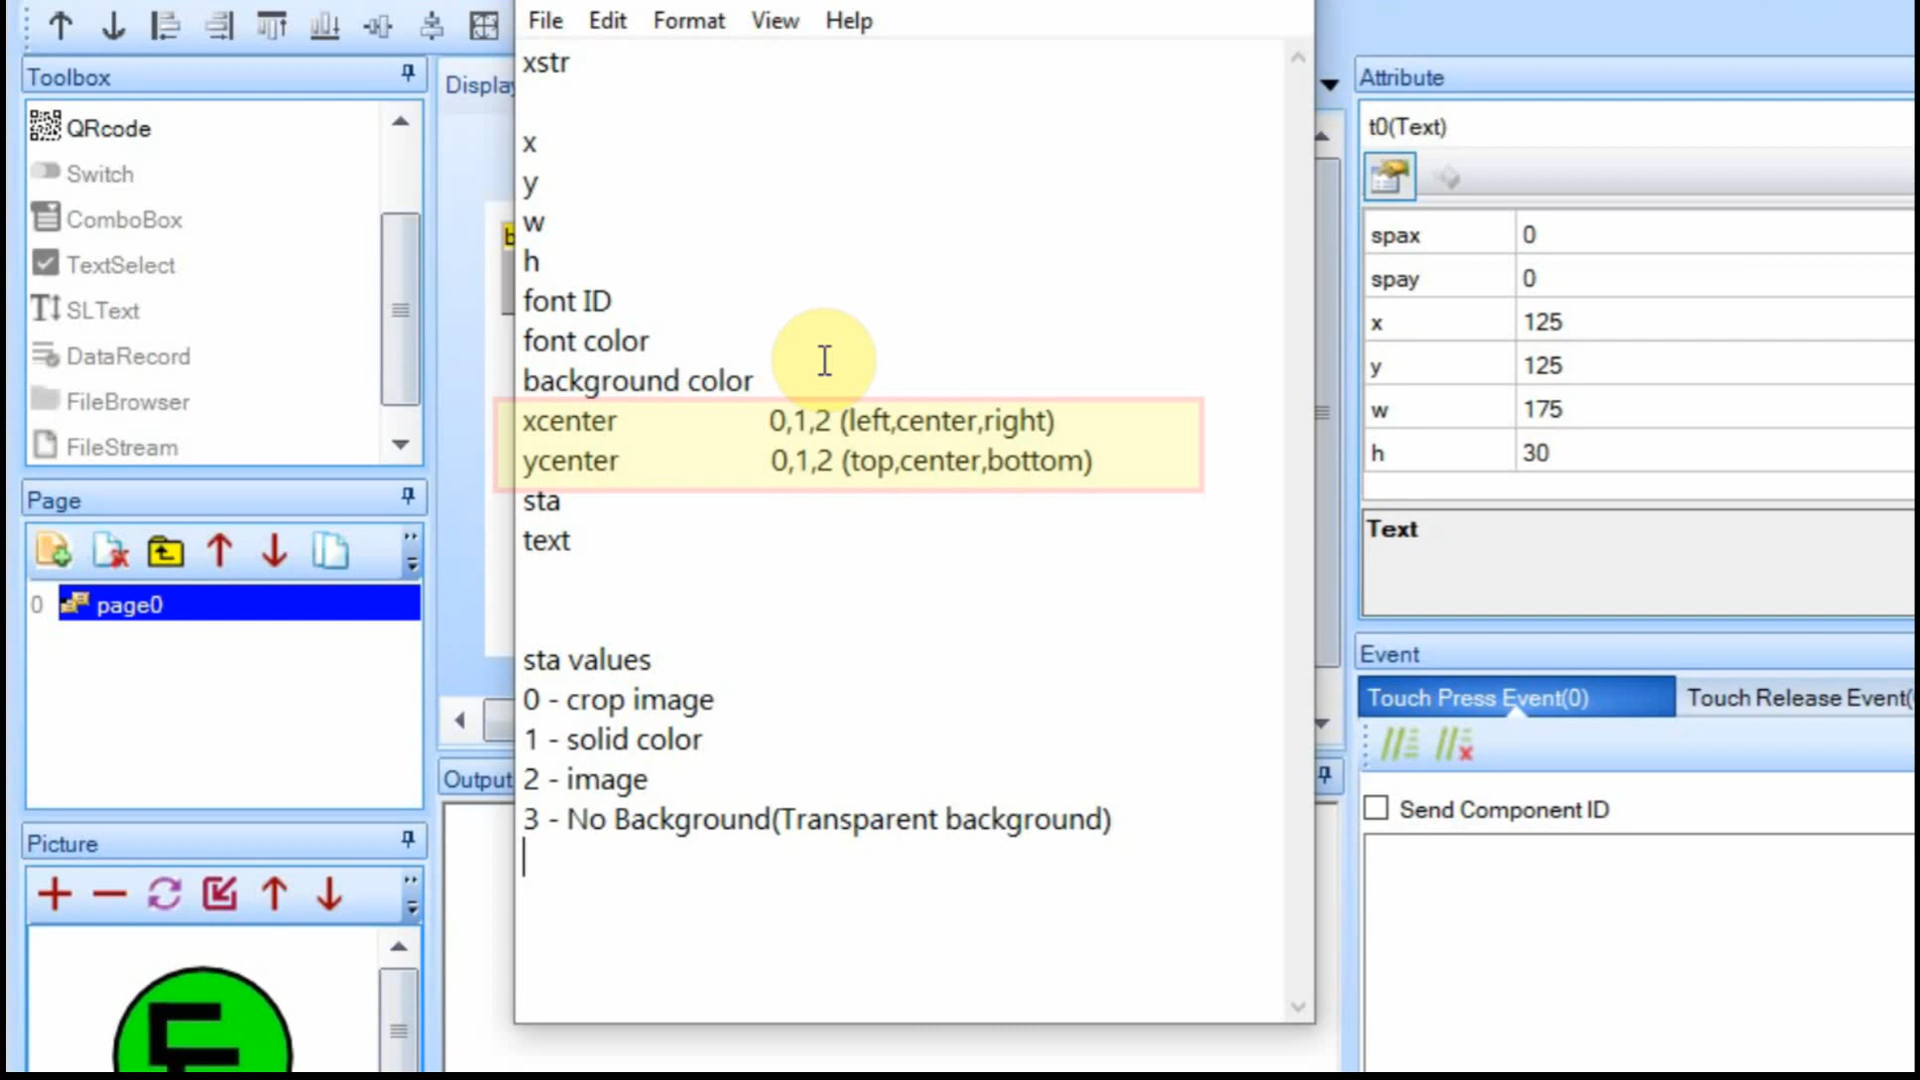 File Edit Format View Help
Toolbox
QRcode
Switch
ComboBox
TextSelect
SLText
DataRecord
FileBrowser
FileStream
Page
0 page0
Picture
Display
b
Output
xstr
x
y
w
h
font ID
font color
background color
xcenter 0,1,2 (left,center,right)
ycenter 0,1,2 (top,center,bottom)
sta
text
sta values
0 - crop image
1 - solid color
2 - image
3 - No Background(Transparent background)
Attribute
t0(Text)
spax 0
spay 0
x 125
y 125
w 175
h 30
Text
Event
Touch Press Event(0) Touch Release Event(
Send Component ID